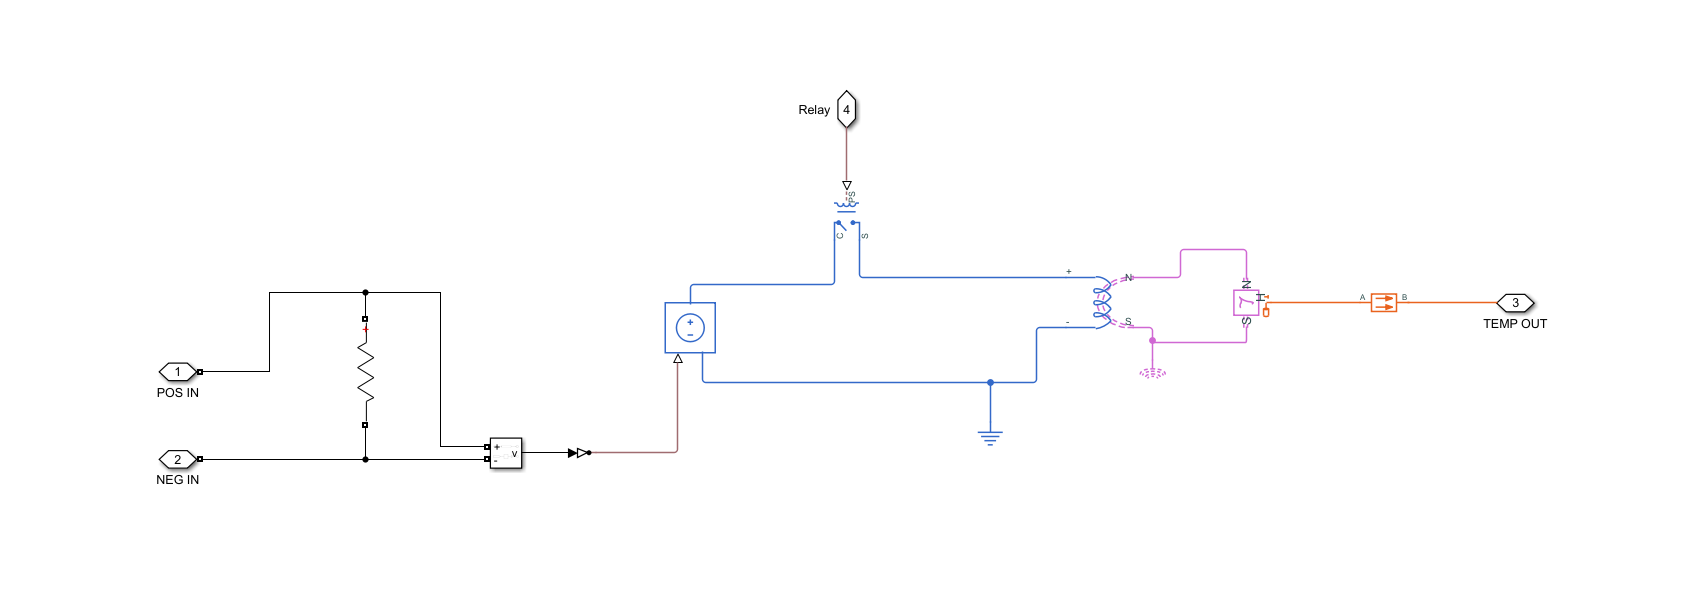 Relay
4
PS
C
S
+
-
N
S
N
S
H
A
B
3
TEMP OUT
+
−
1
POS IN
+
2
NEG IN
+
-
v